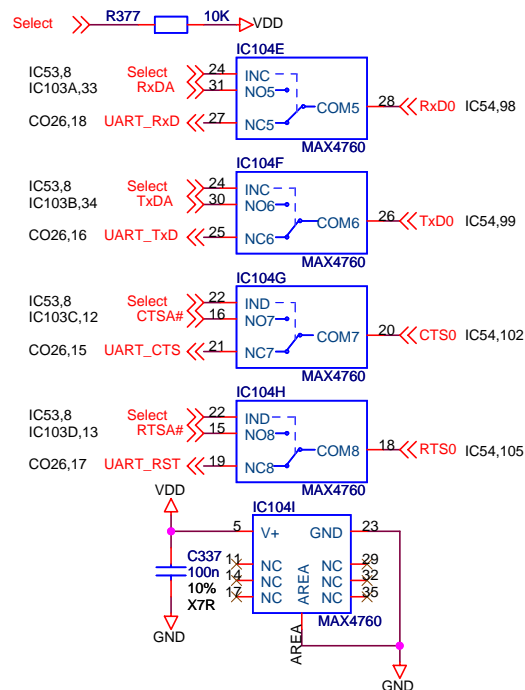 Select R377 10K VDD
IC104E
IC53,8 Select 24 INC
IC103A,33 RxDA 31 NO5
COM5 28 RxD0 IC54,98
CO26,18 UART_RxD 27 NC5
MAX4760
IC104F
IC53,8 Select 24 INC
IC103B,34 TxDA 30 NO6
COM6 26 TxD0 IC54,99
CO26,16 UART_TxD 25 NC6
MAX4760
IC104G
IC53,8 Select 22 IND
IC103C,12 CTSA# 16 NO7
COM7 20 CTS0 IC54,102
CO26,15 UART_CTS 21 NC7
MAX4760
IC104H
IC53,8 Select 22 IND
IC103D,13 RTSA# 15 NO8
COM8 18 RTS0 IC54,105
CO26,17 UART_RST 19 NC8
MAX4760
VDD IC104I
5 V+ GND 23
C337 11 NC NC 29
100n 14 NC NC 32
10% 17 NC NC 35
X7R AREA
MAX4760
GND AREA
GND